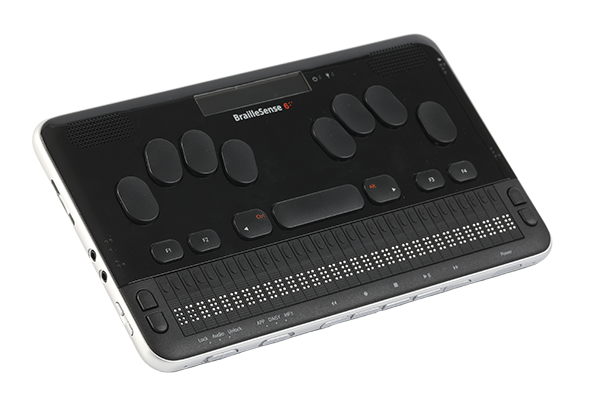 BrailleSense 6
Ctrl
Alt
F1
F2
F3
F4
Lock Audio Unlock
APP DAISY MP3
Power